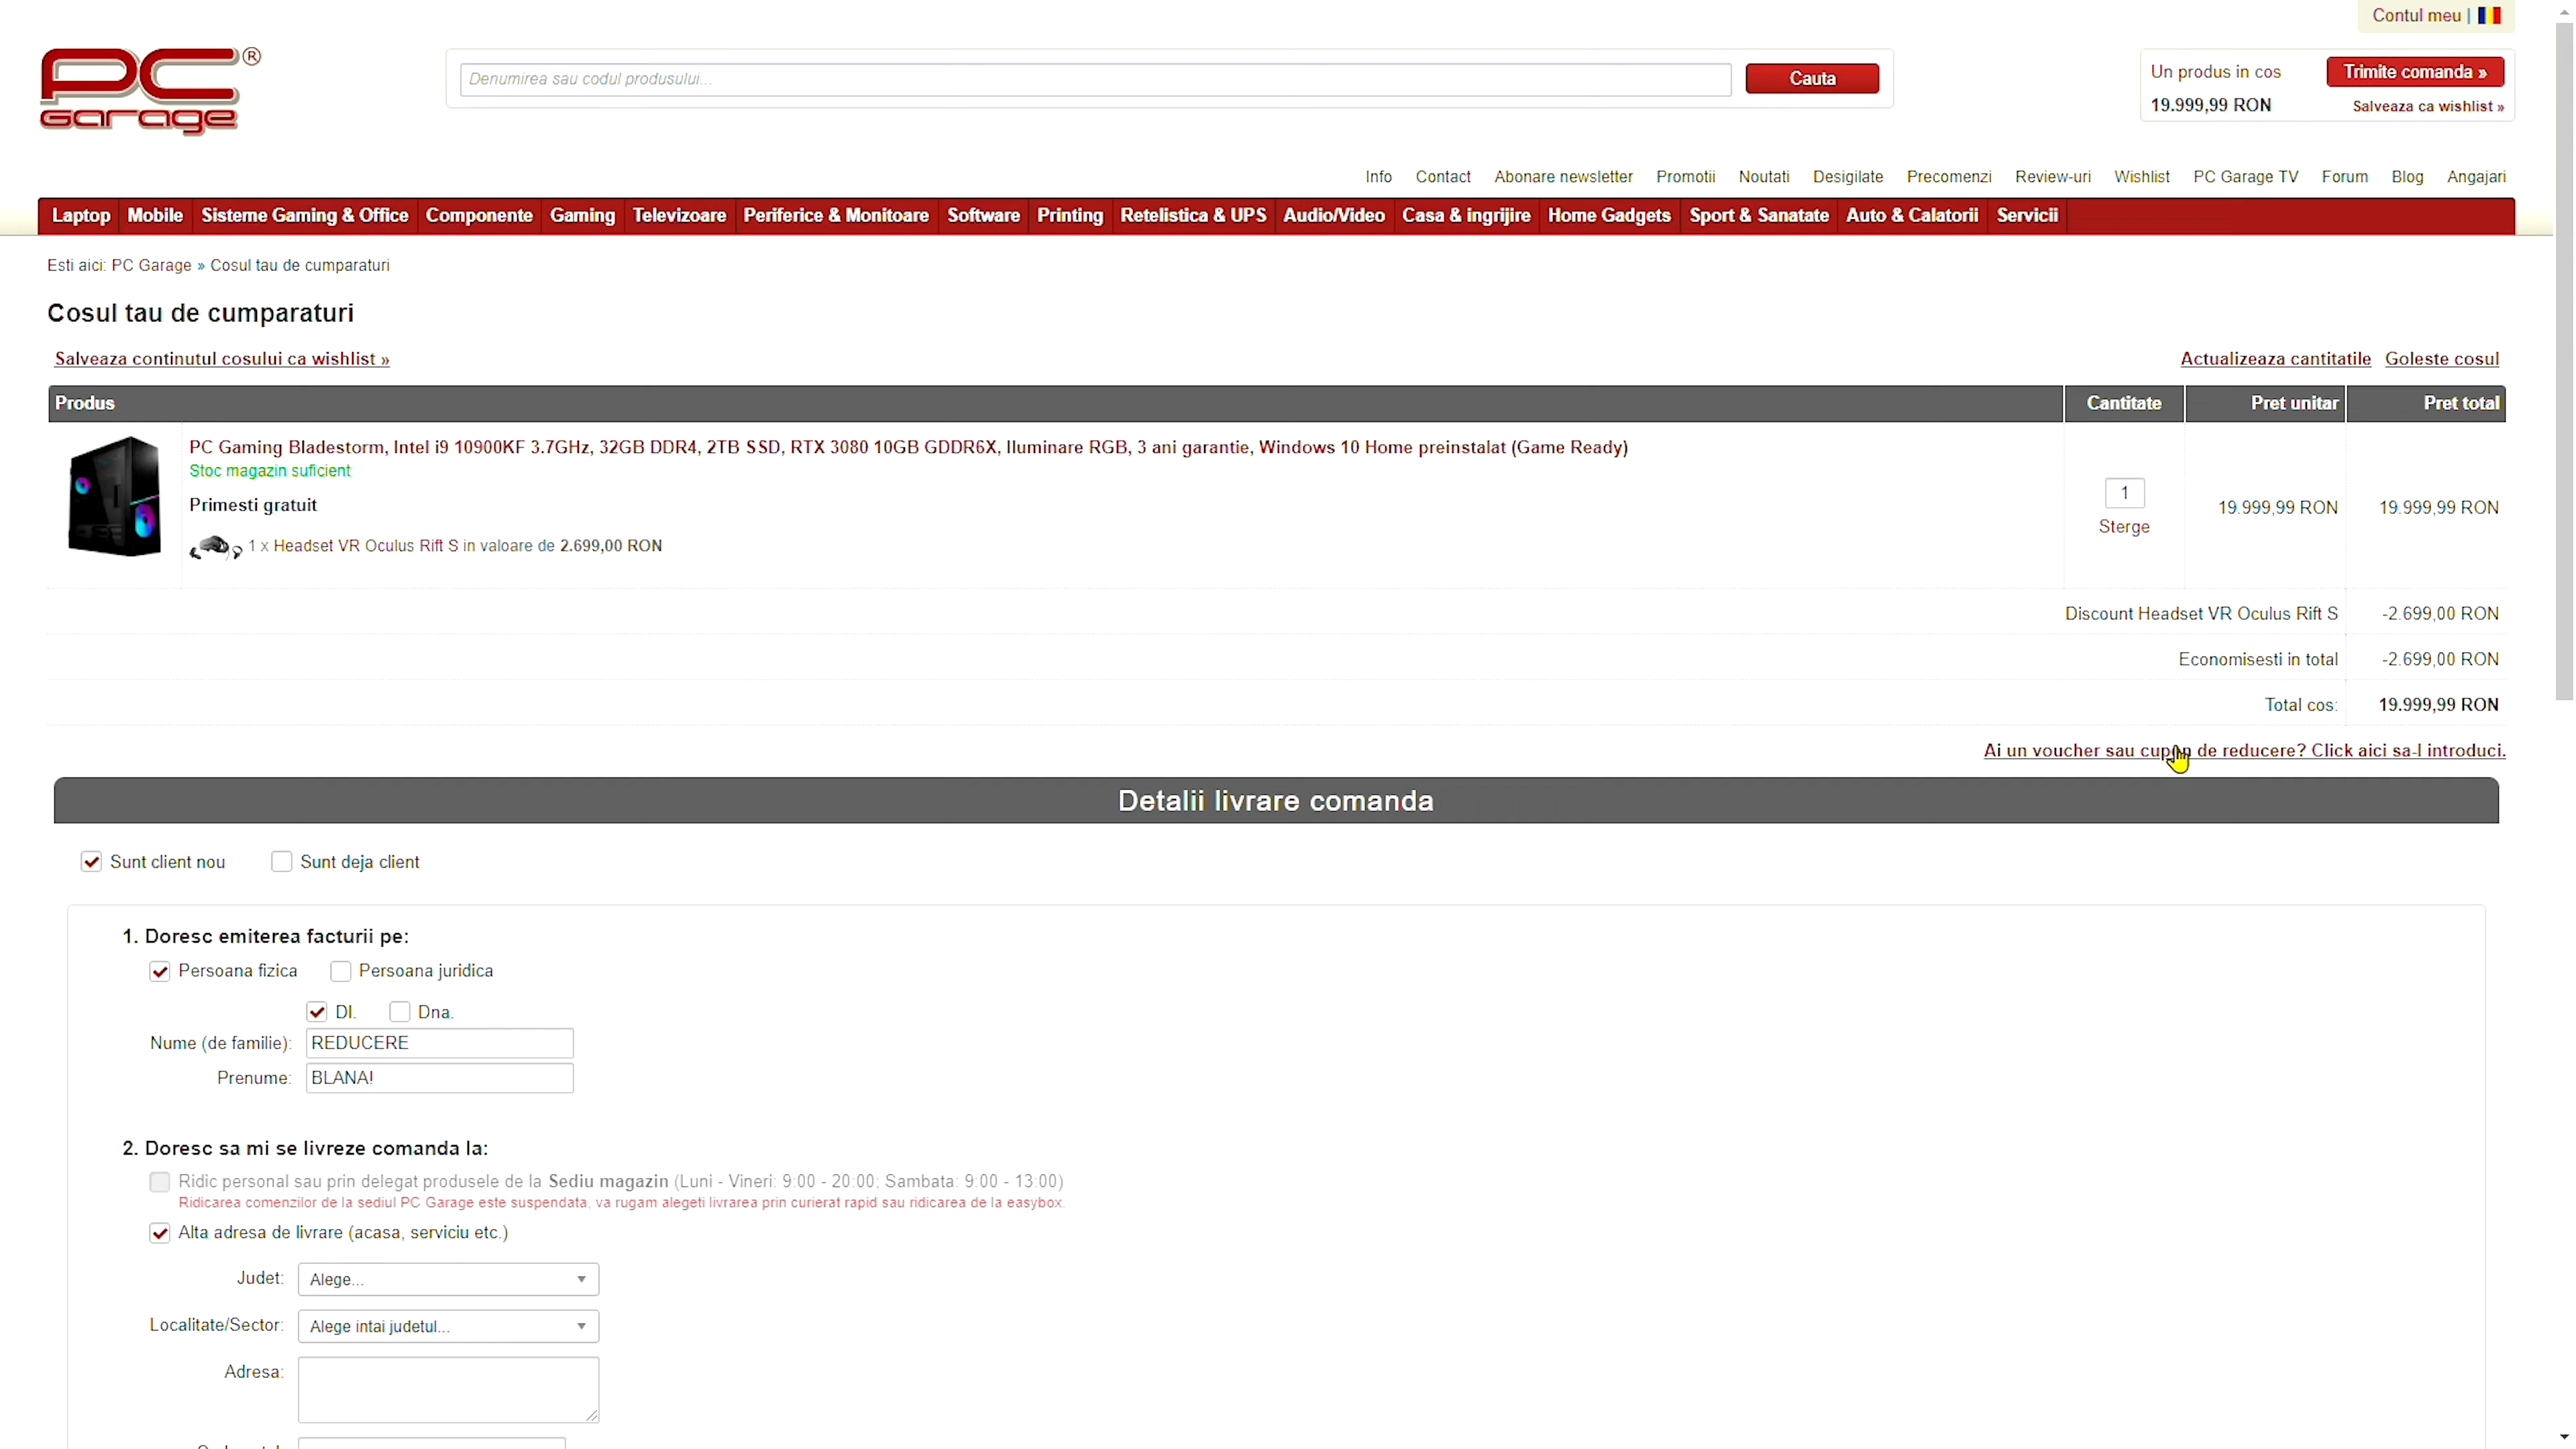 Contul meu |
PC Garage ®
Denumirea sau codul produsului...
Cauta
Un produs in cos
Trimite comanda »
19.999,99 RON
Salveaza ca wishlist »
Info Contact Abonare newsletter Promotii Noutati Desigilate Precomenzi Review-uri Wishlist PC Garage TV Forum Blog Angajari
Laptop Mobile Sisteme Gaming & Office Componente Gaming Televizoare Periferice & Monitoare Software Printing Retelistica & UPS Audio/Video Casa & ingrijire Home Gadgets Sport & Sanatate Auto & Calatorii Servicii
Esti aici: PC Garage » Cosul tau de cumparaturi
Cosul tau de cumparaturi
Salveaza continutul cosului ca wishlist »
Actualizeaza cantitatile Goleste cosul
Produs Cantitate Pret unitar Pret total
PC Gaming Bladestorm, Intel i9 10900KF 3.7GHz, 32GB DDR4, 2TB SSD, RTX 3080 10GB GDDR6X, Iluminare RGB, 3 ani garantie, Windows 10 Home preinstalat (Game Ready)
Stoc magazin suficient
Primesti gratuit
1 x Headset VR Oculus Rift S in valoare de 2.699,00 RON
1
Sterge
19.999,99 RON 19.999,99 RON
Discount Headset VR Oculus Rift S -2.699,00 RON
Economisesti in total -2.699,00 RON
Total cos: 19.999,99 RON
Ai un voucher sau cupon de reducere? Click aici sa-l introduci.
Detalii livrare comanda
Sunt client nou Sunt deja client
1. Doresc emiterea facturii pe:
Persoana fizica Persoana juridica
Dl. Dna.
Nume (de familie): REDUCERE
Prenume: BLANA!
2. Doresc sa mi se livreze comanda la:
Ridic personal sau prin delegat produsele de la Sediu magazin (Luni - Vineri: 9:00 - 20:00; Sambata: 9:00 - 13:00)
Ridicarea comenzilor de la sediul PC Garage este suspendata, va rugam alegeti livrarea prin curierat rapid sau ridicarea de la easybox.
Alta adresa de livrare (acasa, serviciu etc.)
Judet: Alege...
Localitate/Sector: Alege intai judetul...
Adresa: